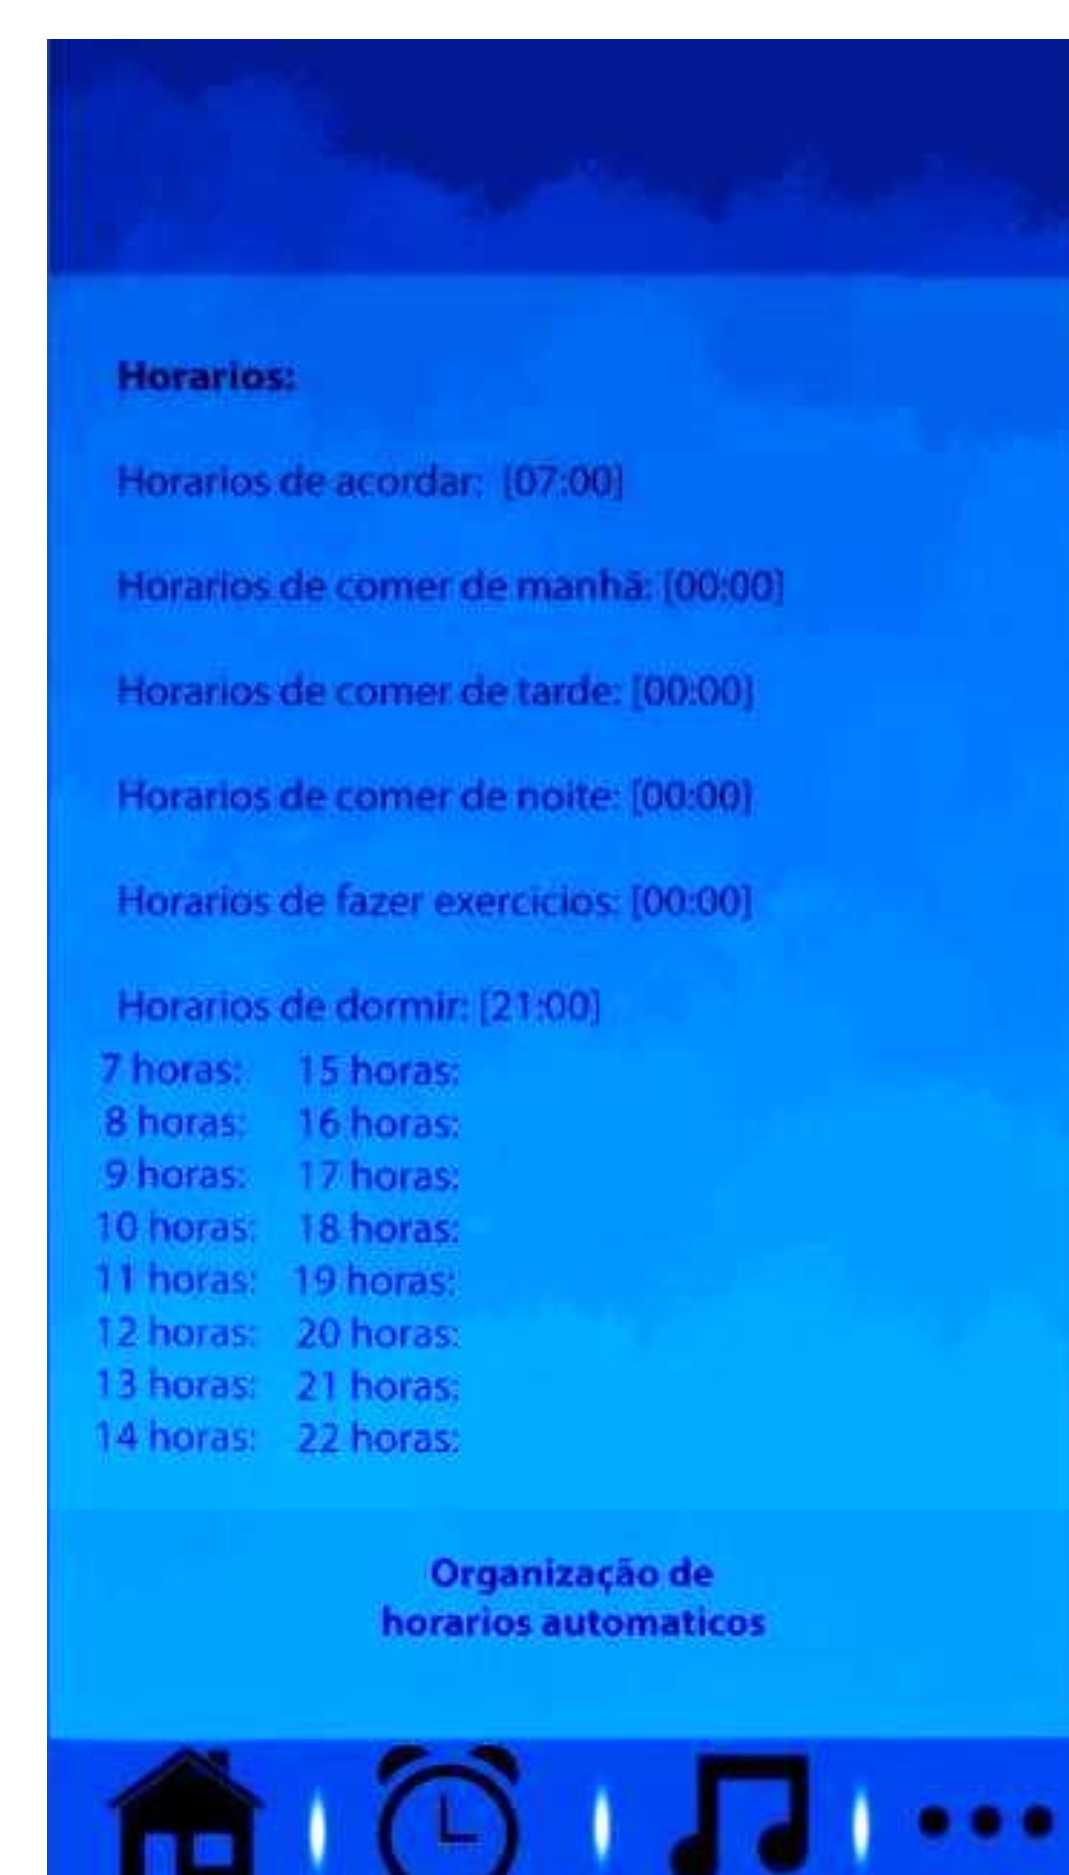 Horarios:
Horarios de acordar: [07:00]
Horarios de comer de manhã: [00:00]
Horarios de comer de tarde: [00:00]
Horarios de comer de noite: [00:00]
Horarios de fazer exercicios: [00:00]
Horarios de dormir: [21:00]
7 horas: 15 horas:
8 horas: 16 horas:
9 horas: 17 horas:
10 horas: 18 horas:
11 horas: 19 horas:
12 horas: 20 horas:
13 horas: 21 horas:
14 horas: 22 horas:
Organização de
horarios automaticos